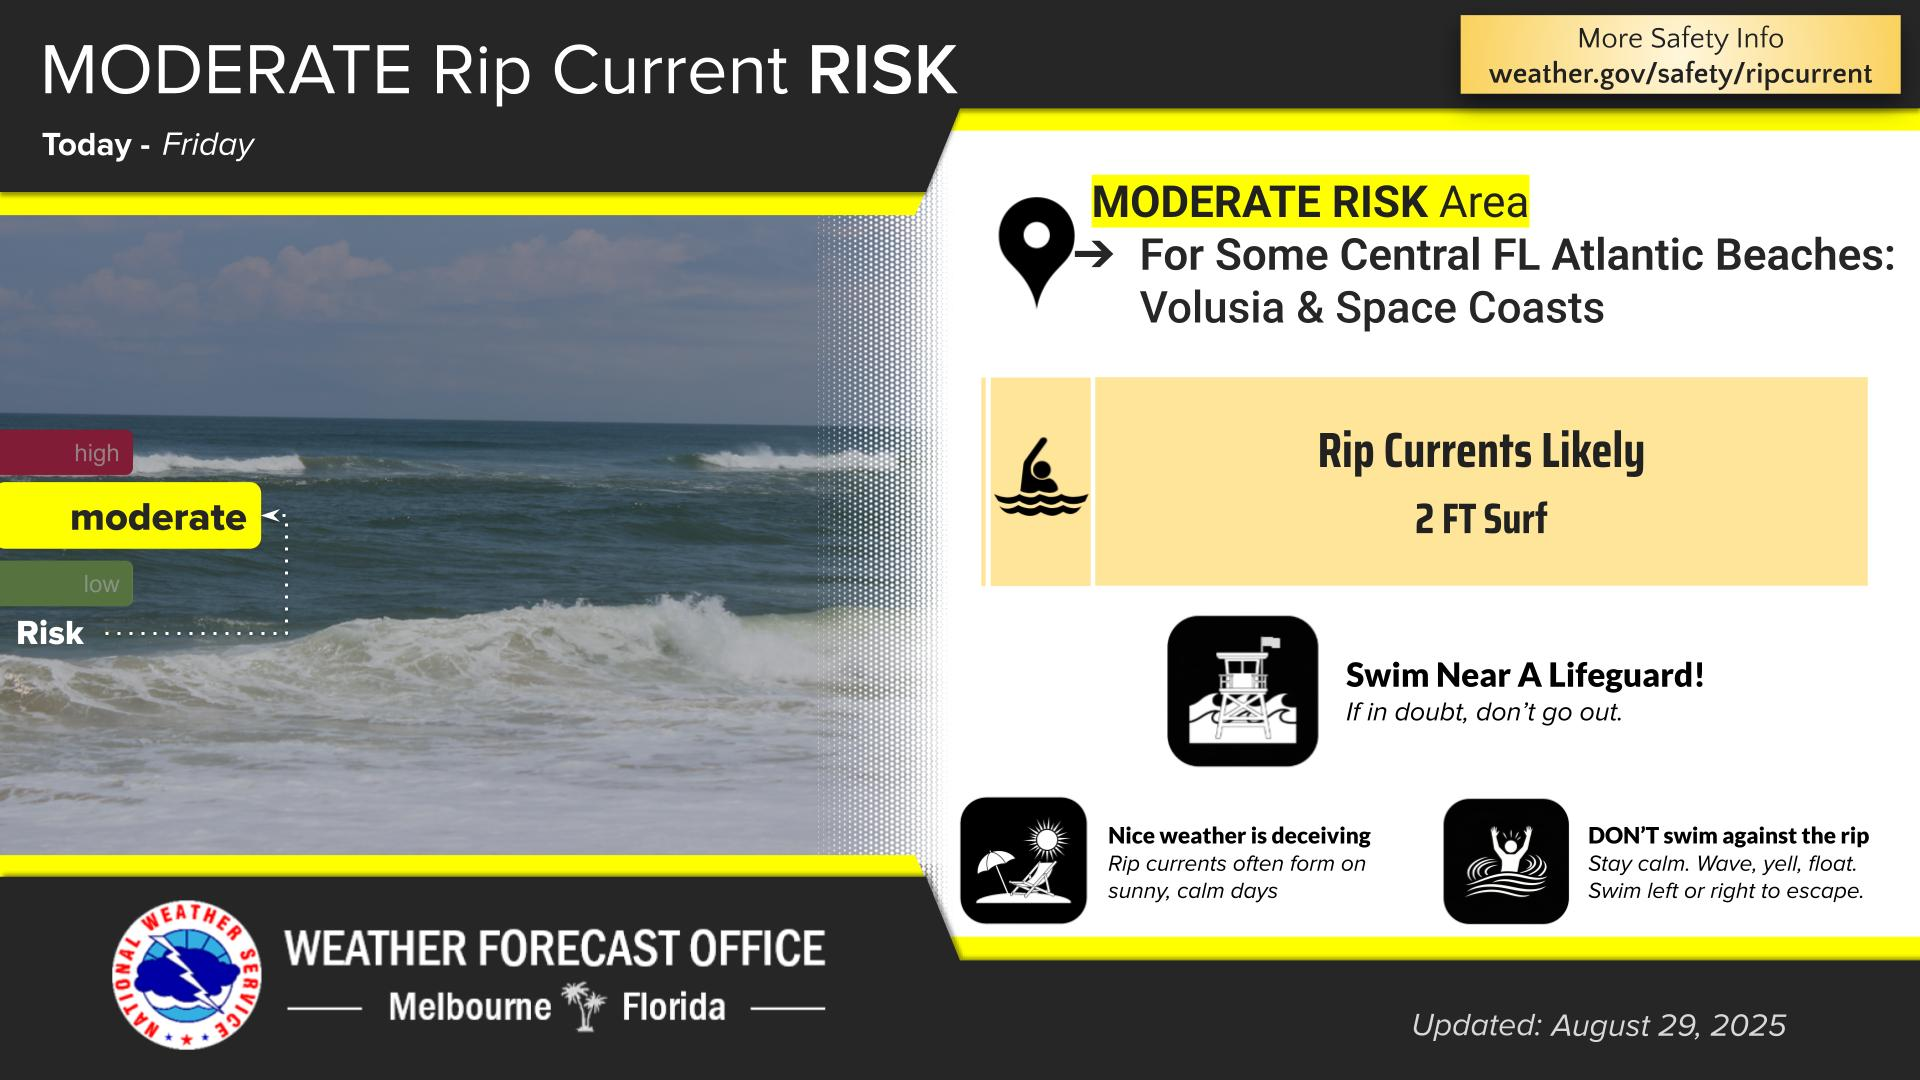 MODERATE Rip Current RISK
Today - Friday
More Safety Info
weather.gov/safety/ripcurrent
MODERATE RISK Area
➔ For Some Central FL Atlantic Beaches:
Volusia & Space Coasts
high
moderate
low
Risk
Rip Currents Likely
2 FT Surf
Swim Near A Lifeguard!
If in doubt, don't go out.
Nice weather is deceiving
Rip currents often form on
sunny, calm days
DON'T swim against the rip
Stay calm. Wave, yell, float.
Swim left or right to escape.
NATIONAL WEATHER SERVICE
WEATHER FORECAST OFFICE
Melbourne Florida
Updated: August 29, 2025